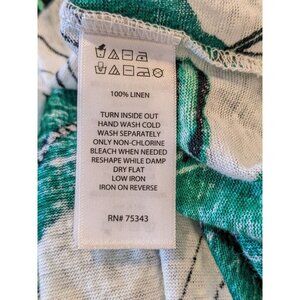 100% LINEN
TURN INSIDE OUT
HAND WASH COLD
WASH SEPARATELY
ONLY NON-CHLORINE
BLEACH WHEN NEEDED
RESHAPE WHILE DAMP
DRY FLAT
LOW IRON
IRON ON REVERSE
RN# 75343